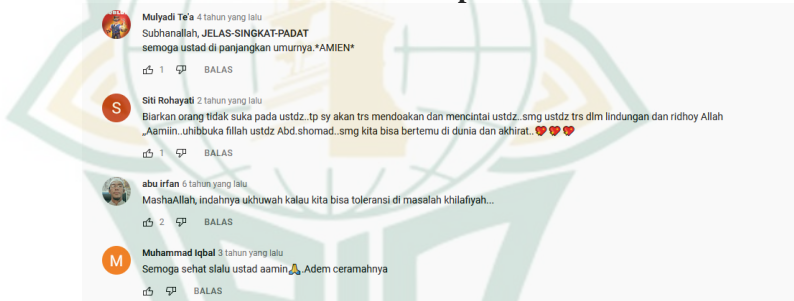 Mulyadi Te'a 4 tahun yang lalu
Subhanallah, JELAS-SINGKAT-PADAT
semoga ustad di panjangkan umurnya.*AMIEN*
1 BALAS
S
Siti Rohayati 2 tahun yang lalu
Biarkan orang tidak suka pada ustdz..tp sy akan trs mendoakan dan mencintai ustdz..smg ustdz trs dlm lindungan dan ridhoy Allah
,,Aamiin..uhibbuka fillah ustdz Abd.shomad..smg kita bisa bertemu di dunia dan akhirat..💖💖💖
1 BALAS
abu irfan 6 tahun yang lalu
MashaAllah, indahnya ukhuwah kalau kita bisa toleransi di masalah khilafiyah...
2 BALAS
M
Muhammad Iqbal 3 tahun yang lalu
Semoga sehat slalu ustad aamin🙏.Adem ceramahnya
BALAS